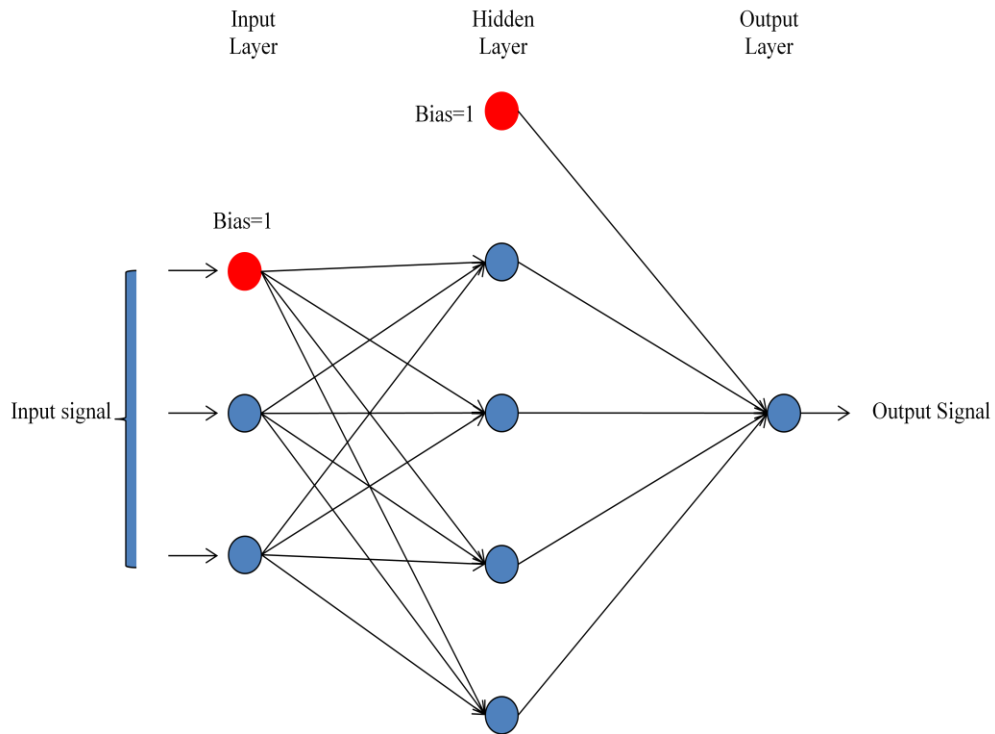 Input
Layer
Hidden
Layer
Output
Layer
Bias=1
Bias=1
Input signal
Output Signal